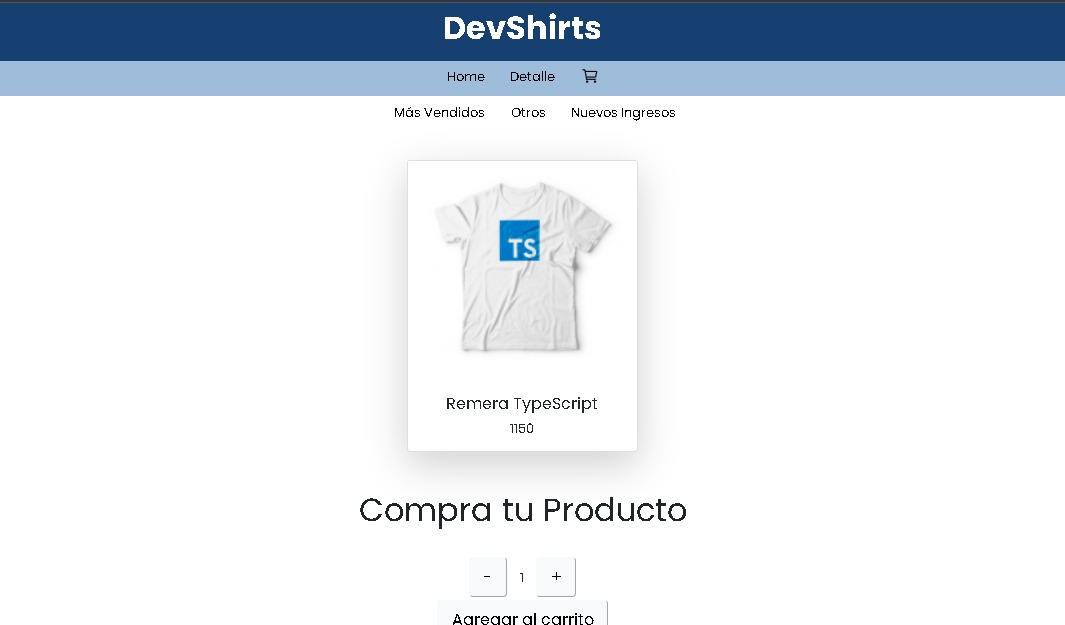 DevShirts
Home Detalle
Más Vendidos Otros Nuevos Ingresos
TS
Remera TypeScript
1150
Compra tu Producto
- 1 +
Agregar al carrito